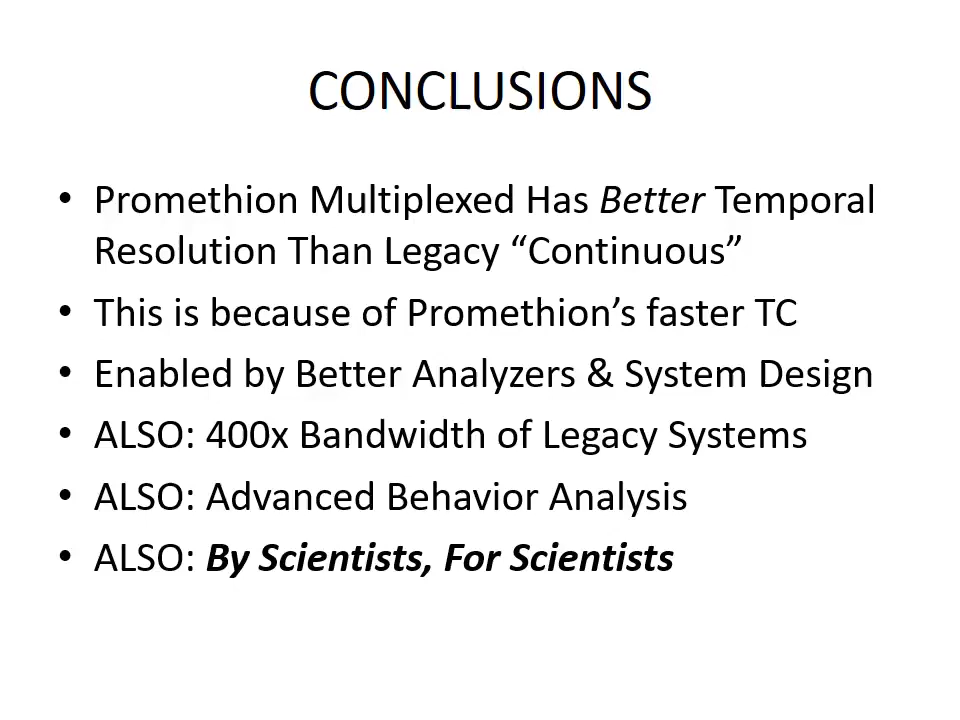 CONCLUSIONS
• Promethion Multiplexed Has Better Temporal
Resolution Than Legacy “Continuous”
• This is because of Promethion’s faster TC
• Enabled by Better Analyzers & System Design
• ALSO: 400x Bandwidth of Legacy Systems
• ALSO: Advanced Behavior Analysis
• ALSO: By Scientists, For Scientists